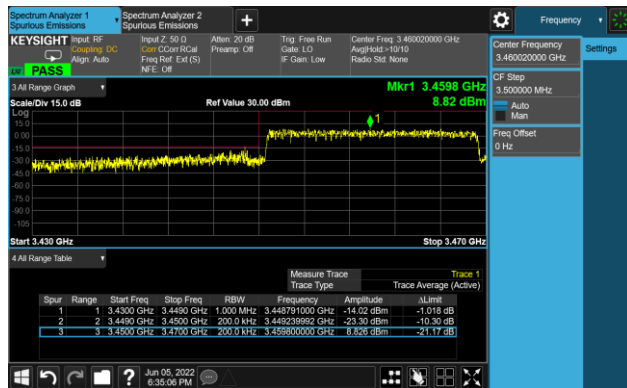 Spectrum Analyzer 1
Spurious Emissions
Spectrum Analyzer 2
Spurious Emissions
+
Frequency
KEYSIGHT
Input: RF
Coupling: DC
Align: Auto
Input Z: 50 Ω
Corr CCorr RCal
Freq Ref: Ext (S)
NFE: Off
Atten: 20 dB
Preamp: Off
Trig: Free Run
Gate: LO
IF Gain: Low
Center Freq: 3.460020000 GHz
Avg|Hold:>10/10
Radio Std: None
PASS
Center Frequency
3.460020000 GHz
Settings
CF Step
3.500000 MHz
Auto
Man
Freq Offset
0 Hz
3 All Range Graph
Mkr1 3.4598 GHz
8.82 dBm
Scale/Div 15.0 dB
Ref Value 30.00 dBm
Log
15.0
0.00
-15.0
-30.0
-45.0
-60.0
-75.0
-90.0
-105
1
Start 3.430 GHz
Stop 3.470 GHz
4 All Range Table
Measure Trace Trace 1
Trace Type Trace Average (Active)
Spur Range Start Freq Stop Freq RBW Frequency Amplitude ΔLimit
1 1 3.4300 GHz 3.4490 GHz 1.000 MHz 3.448791000 GHz -14.02 dBm -1.018 dB
2 2 3.4490 GHz 3.4500 GHz 200.0 kHz 3.449239992 GHz -23.30 dBm -10.30 dB
3 3 3.4500 GHz 3.4700 GHz 200.0 kHz 3.459800000 GHz 8.826 dBm -21.17 dB
?
Jun 05, 2022
6:35:06 PM